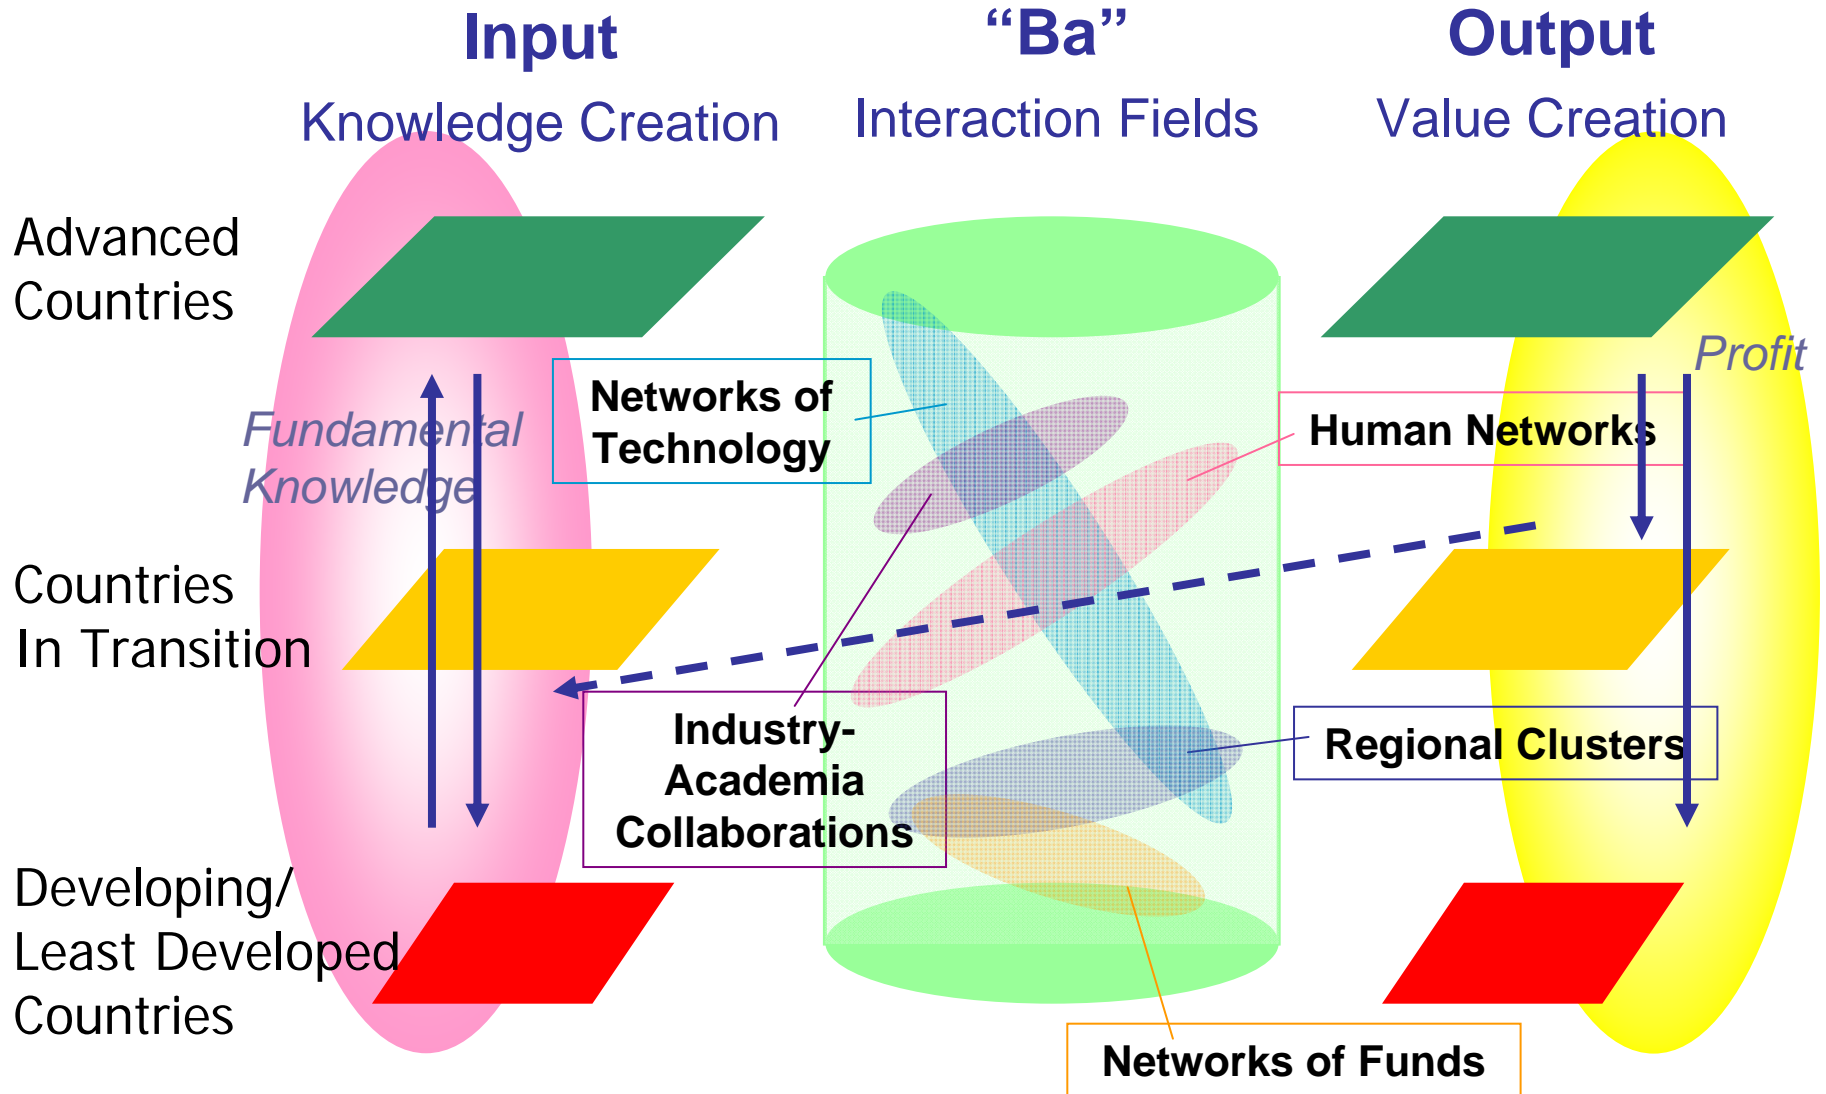 Input
“Ba”
Output
Knowledge Creation
Interaction Fields
Value Creation
Advanced
Countries
Profit
Networks of
Technology
Human Networks
Fundamental
Knowledge
Countries
In Transition
Industry-
Academia
Collaborations
Regional Clusters
Developing/
Least Developed
Countries
Networks of Funds